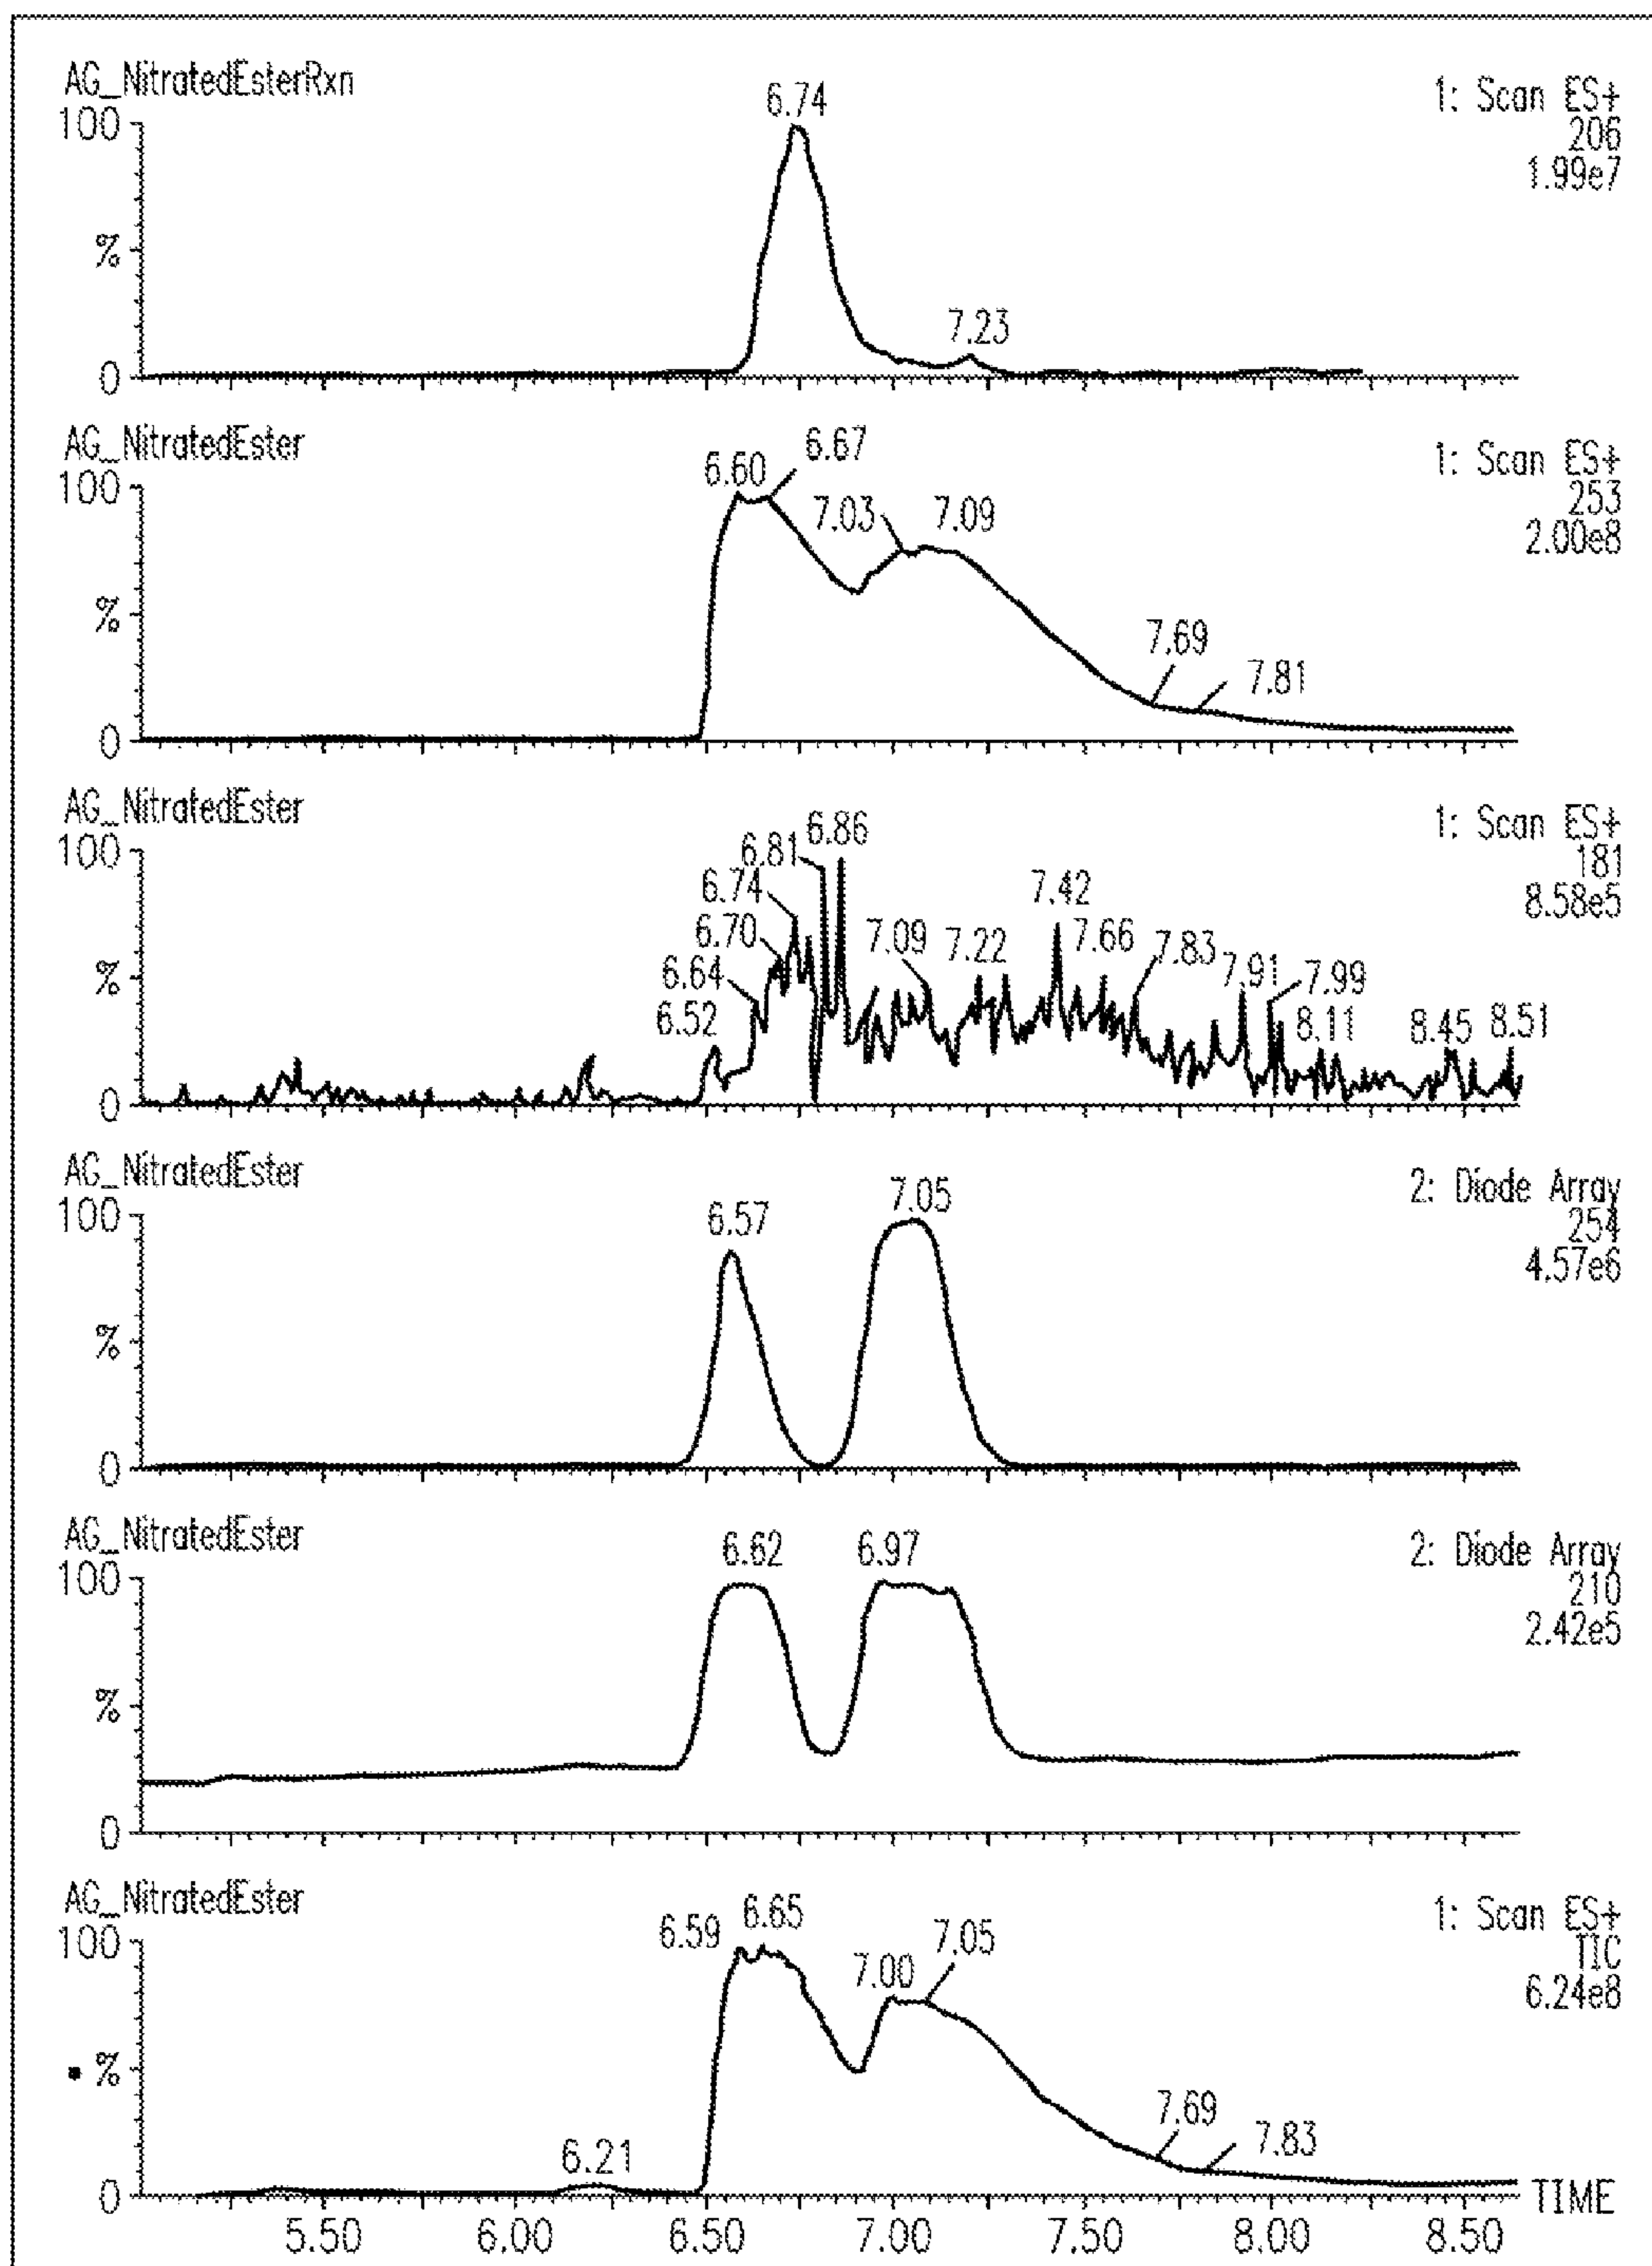 AG_NitratedEsterRxn
1: Scan ES+
206
1.99e7
6.74
7.23
100
%
0
AG_NitratedEster
1: Scan ES+
253
2.00e8
6.60
6.67
7.03
7.09
7.69
7.81
100
%
0
AG_NitratedEster
1: Scan ES+
181
8.58e5
6.86
6.81
6.74
6.70
6.64
6.52
7.09
7.22
7.42
7.66
7.83
7.91
7.99
8.11
8.45
8.51
100
%
0
AG_NitratedEster
2: Diode Array
254
4.57e6
6.57
7.05
100
%
0
AG_NitratedEster
2: Diode Array
210
2.42e5
6.62
6.97
100
%
0
AG_NitratedEster
1: Scan ES+
TIC
6.24e8
6.59
6.65
7.00
7.05
6.21
7.69
7.83
100
%
0
TIME
5.50 6.00 6.50 7.00 7.50 8.00 8.50